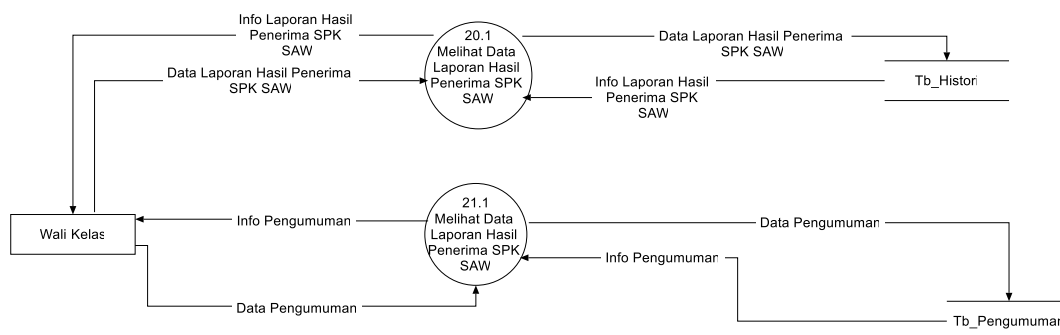 Info Laporan Hasil
Penerima SPK
SAW
20.1
Melihat Data
Laporan Hasil
Penerima SPK
SAW
Data Laporan Hasil Penerima
SPK SAW
Data Laporan Hasil Penerima
SPK SAW
Info Laporan Hasil
Penerima SPK
SAW
Tb_Histori
21.1
Melihat Data
Laporan Hasil
Penerima SPK
SAW
Wali Kelas
Info Pengumuman
Data Pengumuman
Info Pengumuman
Data Pengumuman
Tb_Pengumuman